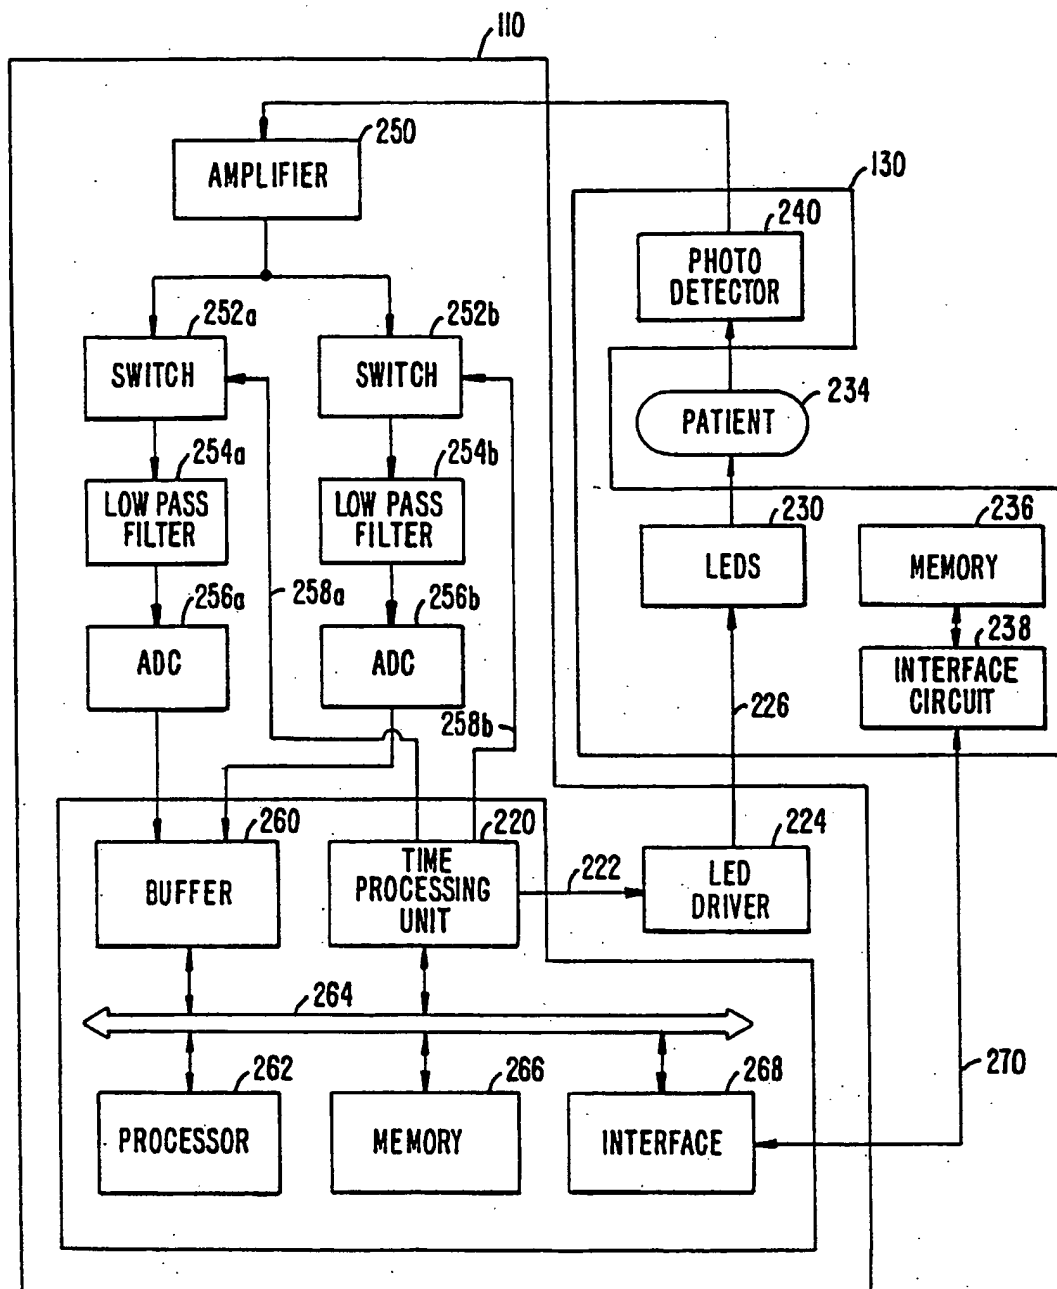 110
250
AMPLIFIER
130
240
PHOTO
DETECTOR
252a
SWITCH
252b
SWITCH
234
PATIENT
254a
LOW PASS
FILTER
254b
LOW PASS
FILTER
230
LEDS
236
MEMORY
256a
ADC
258a
256b
ADC
238
INTERFACE
CIRCUIT
226
258b
260
BUFFER
220
TIME
PROCESSING
UNIT
222
224
LED
DRIVER
264
262
PROCESSOR
266
MEMORY
268
INTERFACE
270